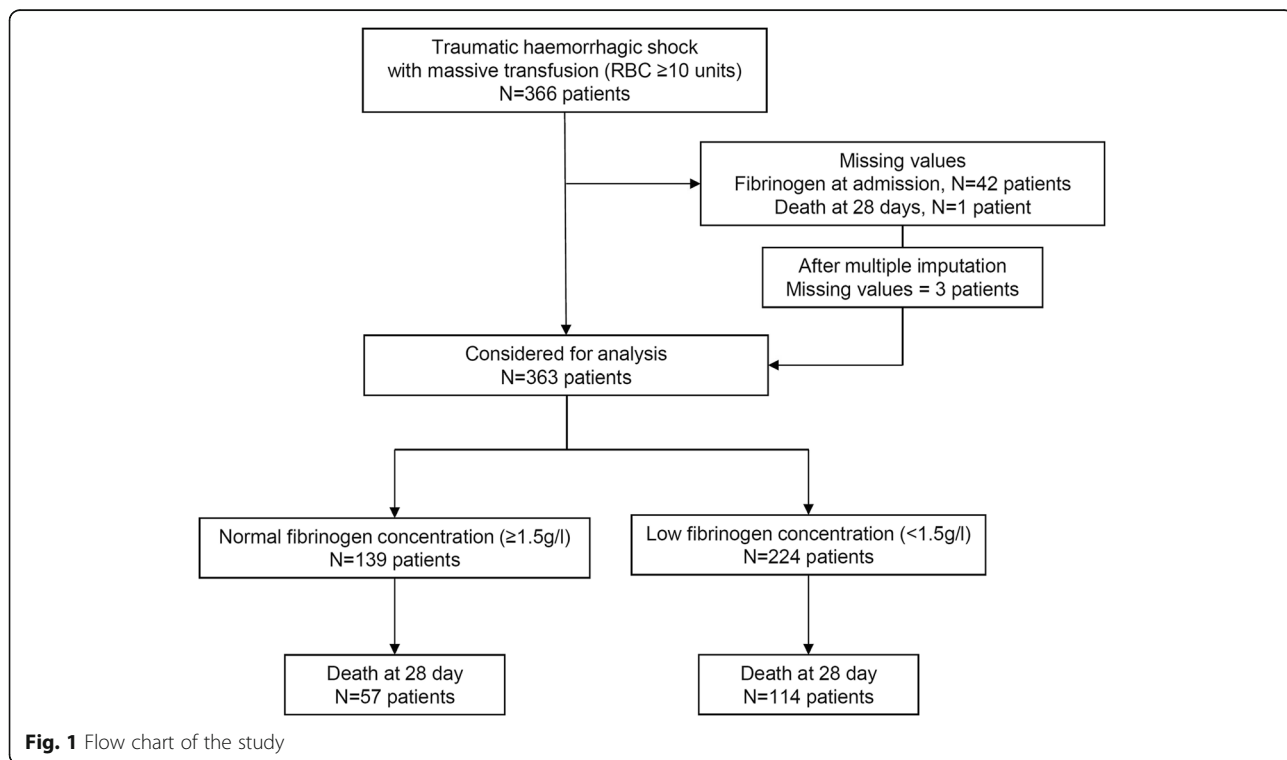 Traumatic haemorrhagic shock
with massive transfusion (RBC ≥10 units)
N=366 patients
Missing values
Fibrinogen at admission, N=42 patients
Death at 28 days, N=1 patient
After multiple imputation
Missing values = 3 patients
Considered for analysis
N=363 patients
Normal fibrinogen concentration (≥1.5g/l)
N=139 patients
Low fibrinogen concentration (<1.5g/l)
N=224 patients
Death at 28 day
N=57 patients
Death at 28 day
N=114 patients
Fig. 1 Flow chart of the study